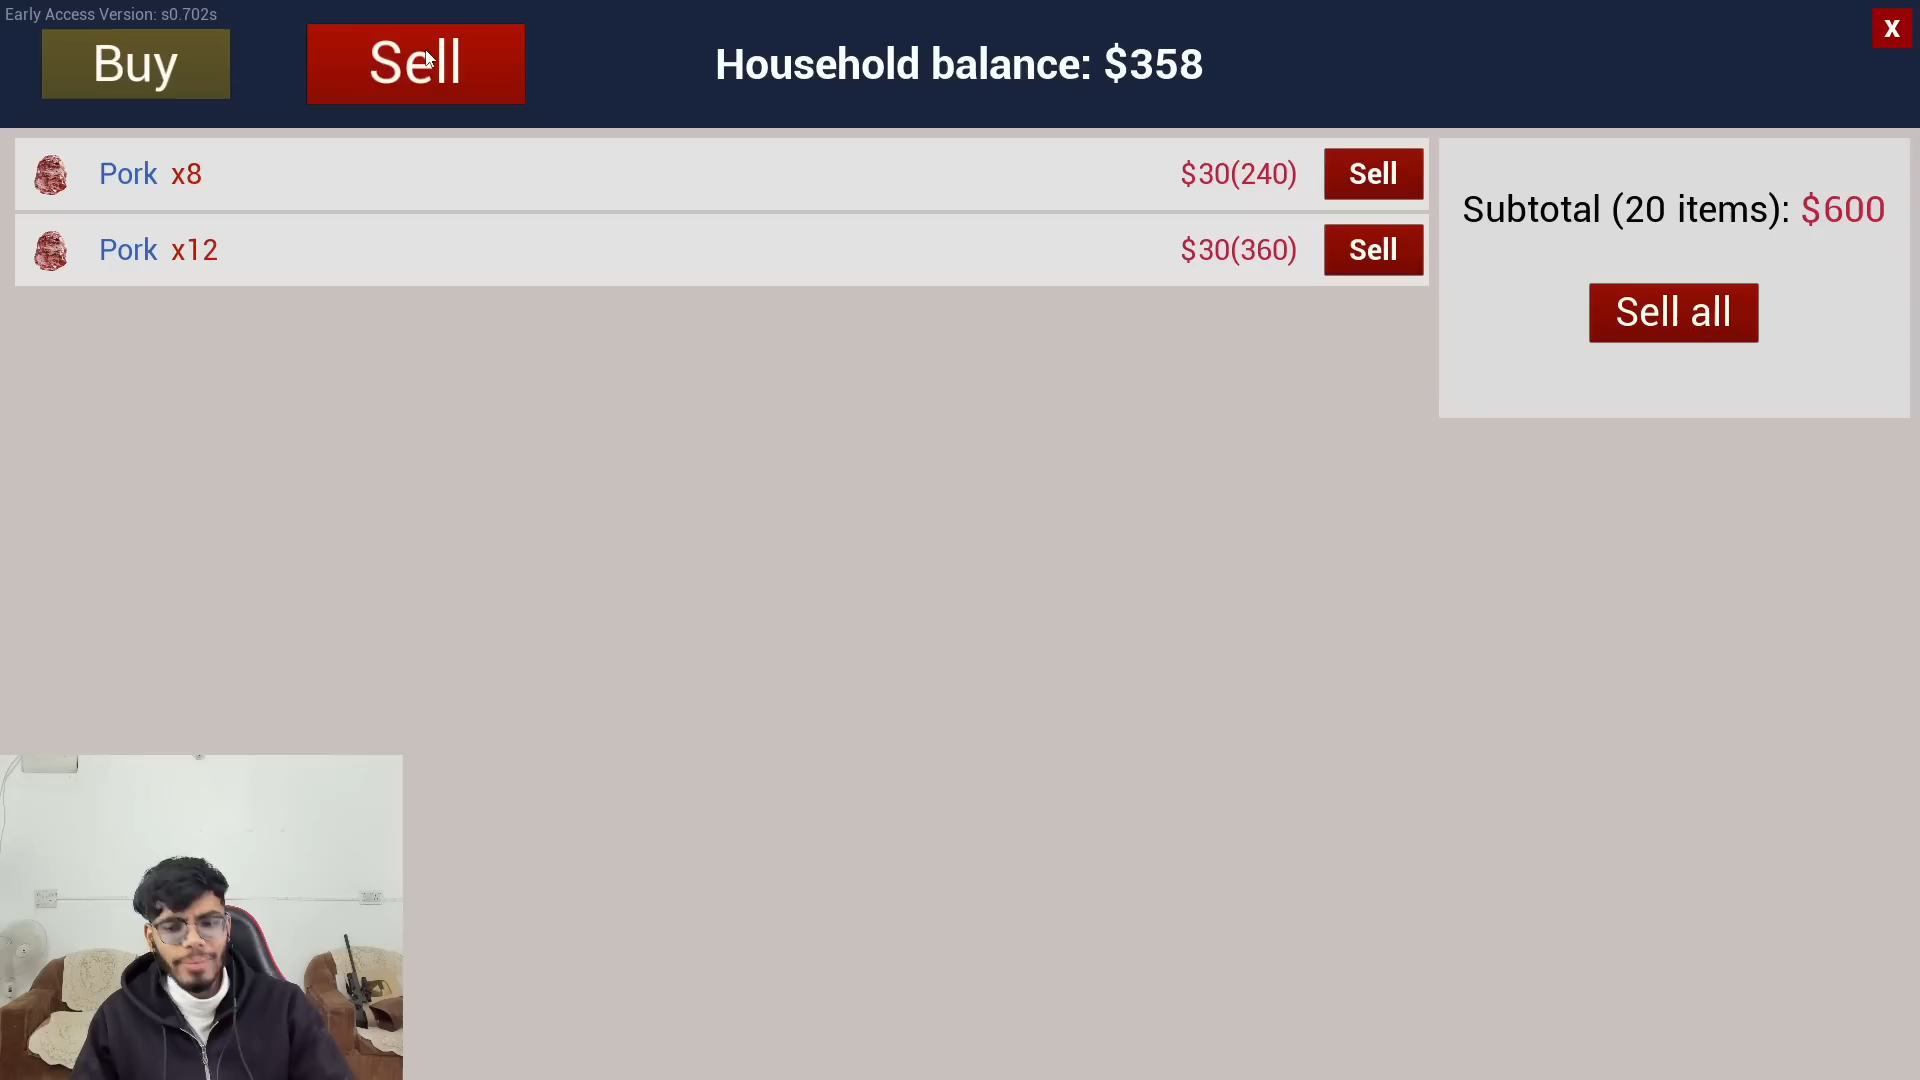 Early Access Version: s0.702s
Buy
Sell
Household balance: $358
X
Pork x8
$30(240)
Sell
Pork x12
$30(360)
Sell
Subtotal (20 items): $600
Sell all